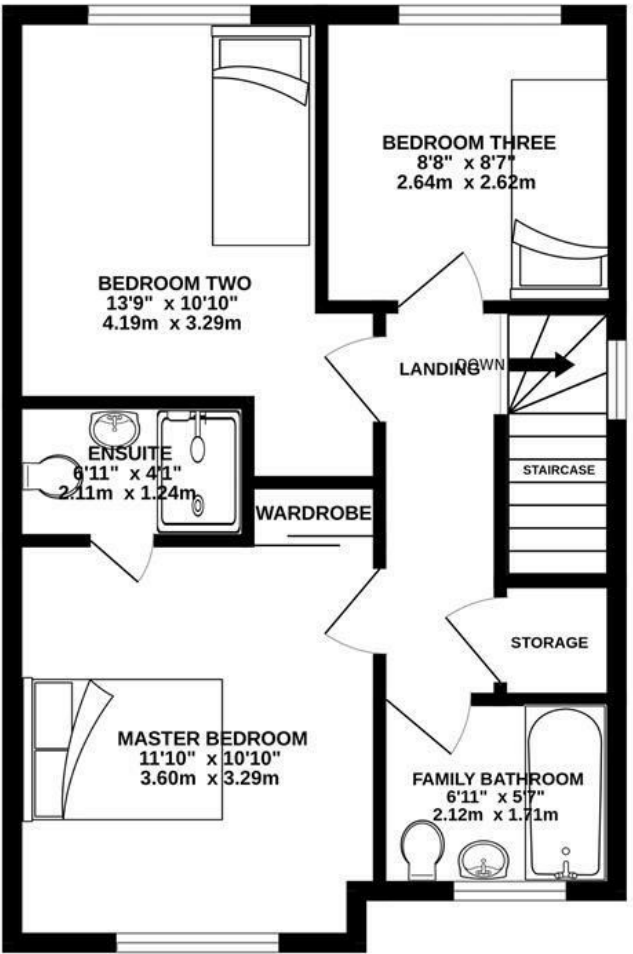 BEDROOM THREE
8'8" x 8'7"
2.64m x 2.62m
BEDROOM TWO
13'9" x 10'10"
4.19m x 3.29m
LANDING
DOWN
ENSUITE
6'11" x 4'1"
2.11m x 1.24m
STAIRCASE
WARDROBE
STORAGE
MASTER BEDROOM
11'10" x 10'10"
3.60m x 3.29m
FAMILY BATHROOM
6'11" x 5'7"
2.12m x 1.71m